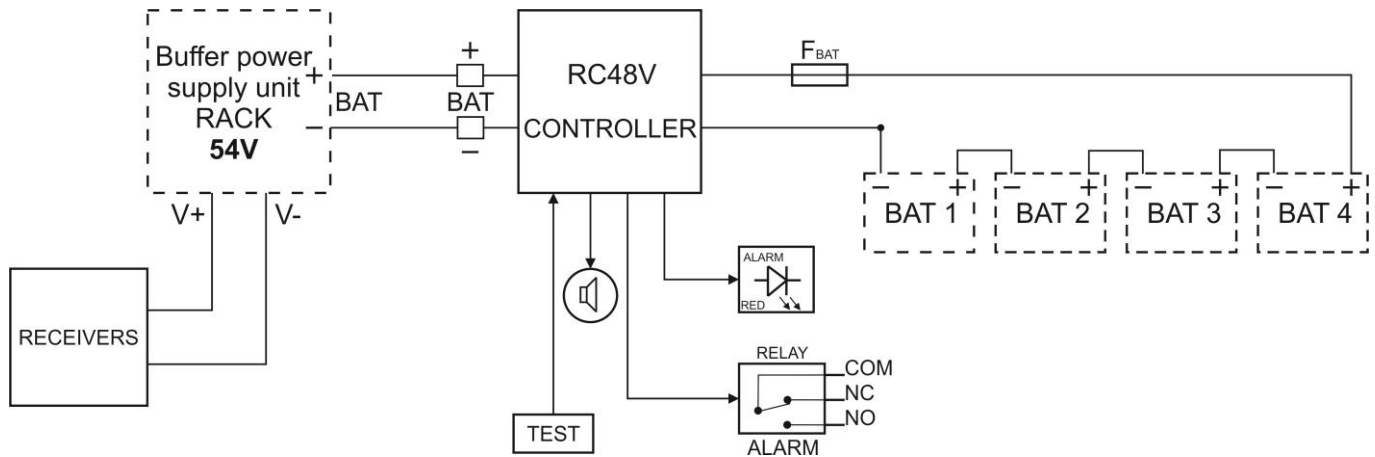 Buffer power
supply unit
RACK
54V
+
−
BAT
+
BAT
−
RC48V
CONTROLLER
FBAT
− +
BAT 1
− +
BAT 2
− +
BAT 3
− +
BAT 4
V+
V-
RECEIVERS
ALARM
RED
RELAY
COM
NC
NO
ALARM
TEST